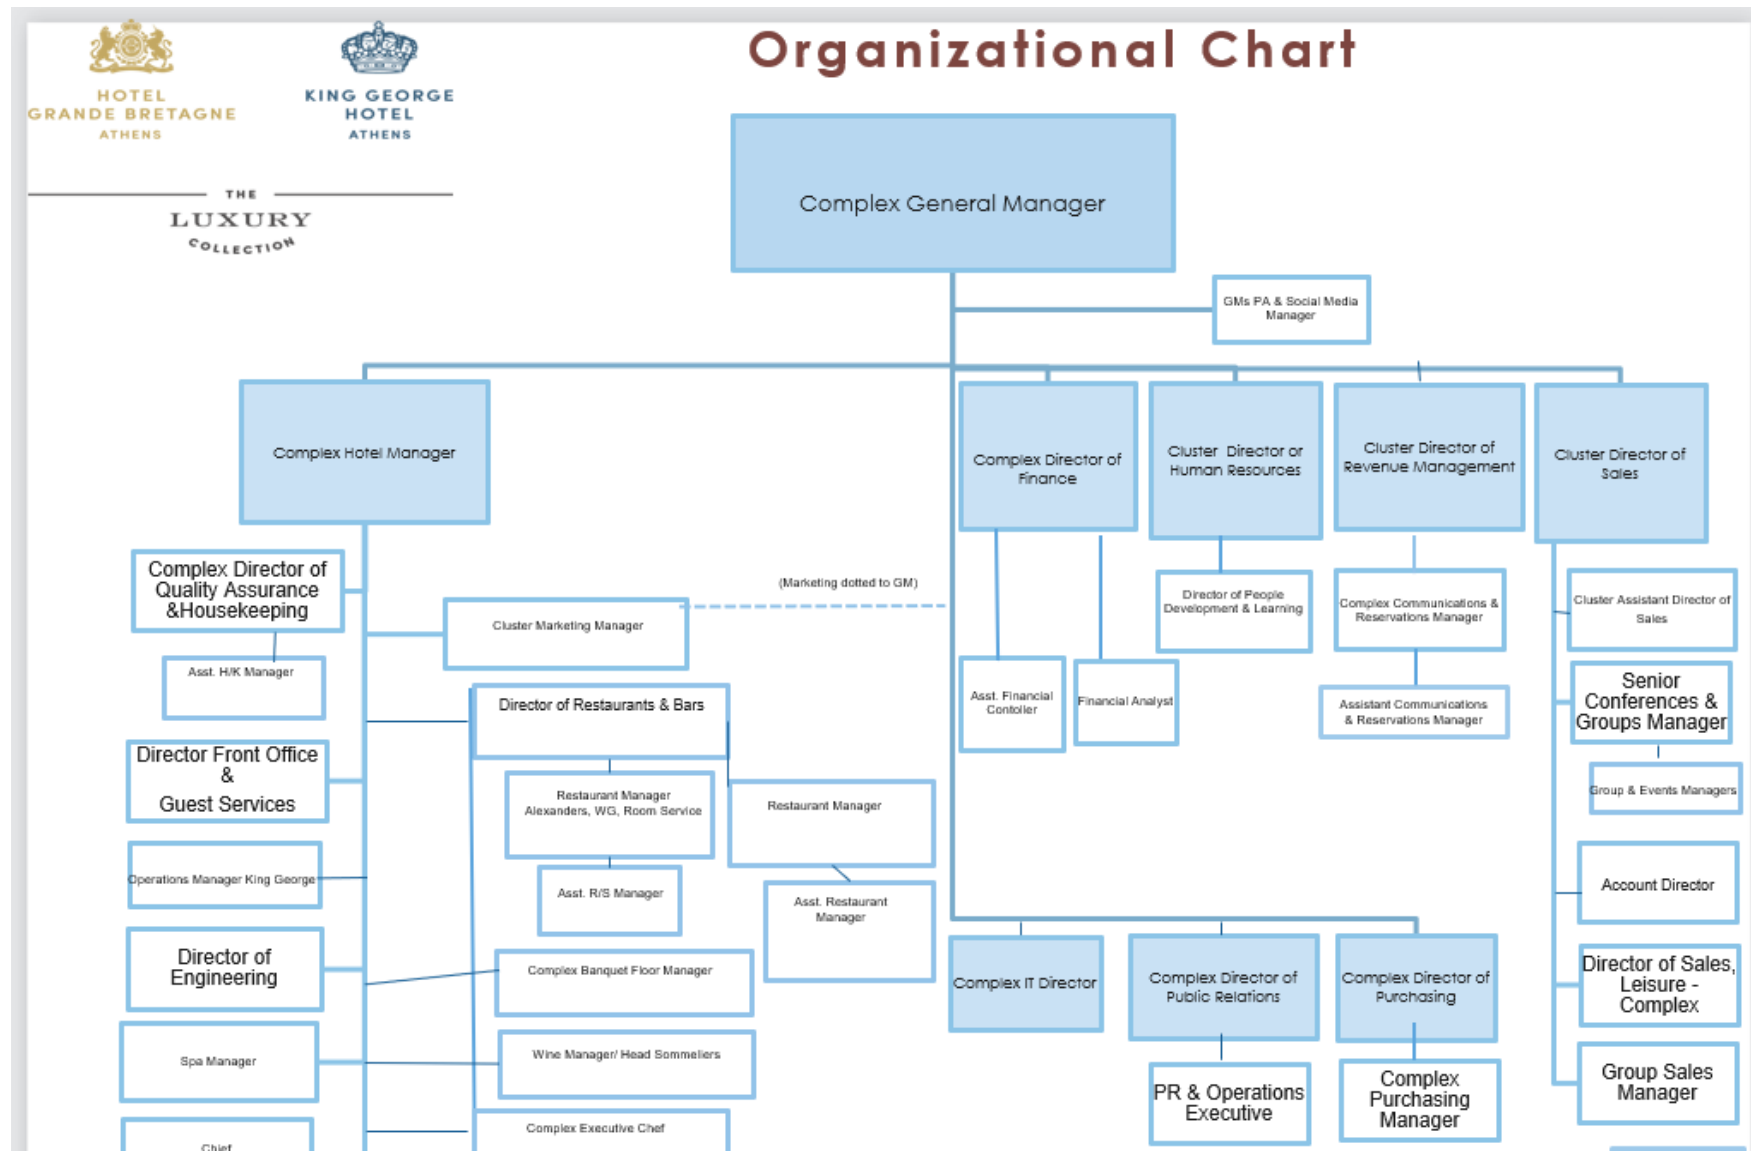 Organizational Chart
HOTEL
GRANDE BRETAGNE
ATHENS
KING GEORGE
HOTEL
ATHENS
THE
LUXURY
COLLECTION
Complex General Manager
GMs PA & Social Media
Manager
Complex Hotel Manager
Complex Director of
Finance
Cluster Director or
Human Resources
Cluster Director of
Revenue Management
Cluster Director of
Sales
Complex Director of
Quality Assurance
&Housekeeping
Asst. H/K Manager
Director Front Office
&
Guest Services
Operations Manager King George
Director of
Engineering
Spa Manager
Chief
(Marketing dotted to GM)
Cluster Marketing Manager
Director of Restaurants & Bars
Restaurant Manager
Alexanders, WG, Room Service
Asst. R/S Manager
Restaurant Manager
Asst. Restaurant
Manager
Complex Banquet Floor Manager
Wine Manager/ Head Sommeliers
Complex Executive Chef
Asst. Financial
Contoller
Financial Analyst
Director of People
Development & Learning
Complex Communications &
Reservations Manager
Assistant Communications
& Reservations Manager
Cluster Assistant Director of
Sales
Senior
Conferences &
Groups Manager
Group & Events Managers
Account Director
Director of Sales,
Leisure -
Complex
Group Sales
Manager
Complex IT Director
Complex Director of
Public Relations
Complex Director of
Purchasing
PR & Operations
Executive
Complex
Purchasing
Manager